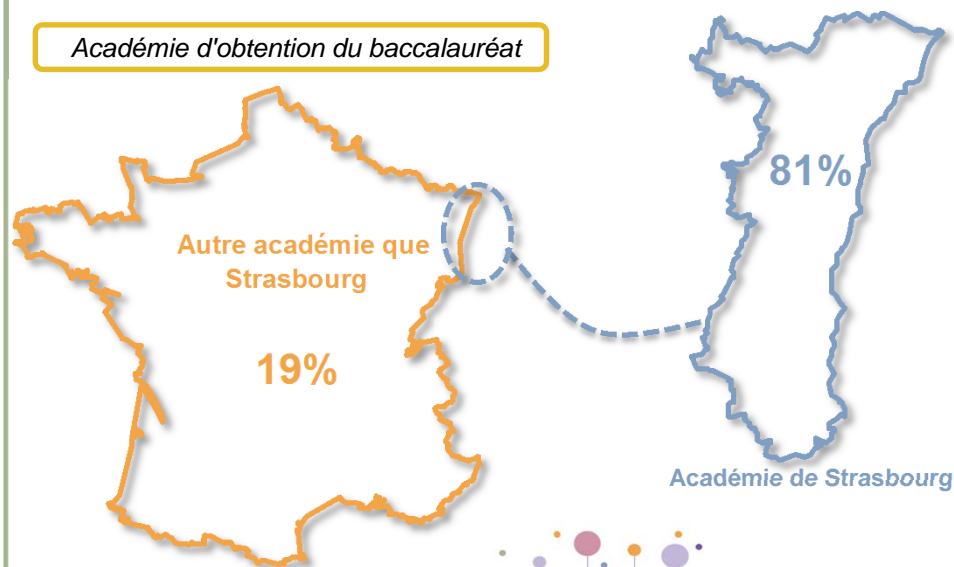 Académie d'obtention du baccalauréat
81%
Autre académie que
Strasbourg
19%
Académie de Strasbourg